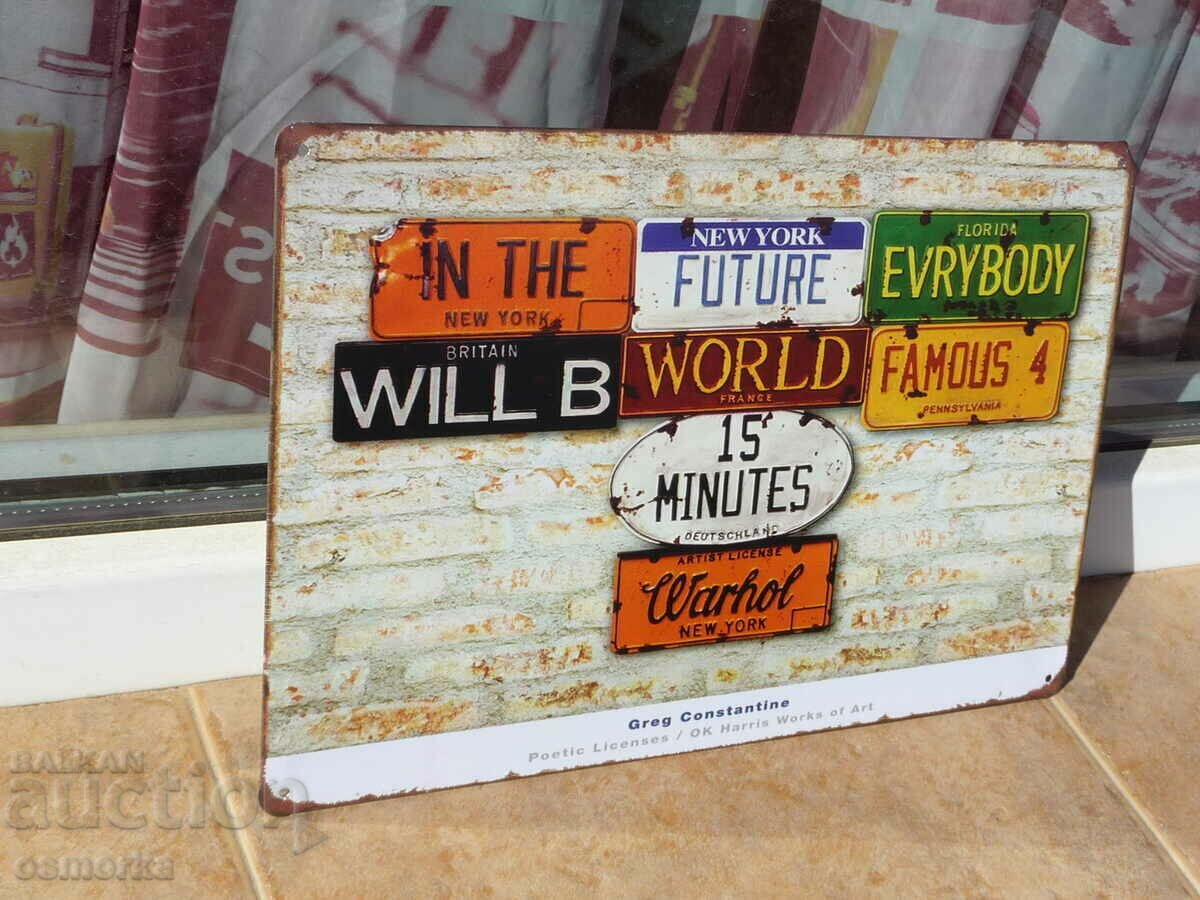 IN THE
NEW YORK
NEW YORK
FUTURE
FLORIDA
EVRYBODY
BRITAIN
WILL B
WORLD
FRANCE
FAMOUS 4
PENNSYLVANIA
15
MINUTES
DEUTSCHLAND
ARTIST LICENSE
Warhol
NEW YORK
Greg Constantine
Poetic Licenses / OK Harris Works of Art
BALKAN
auction
osmorka